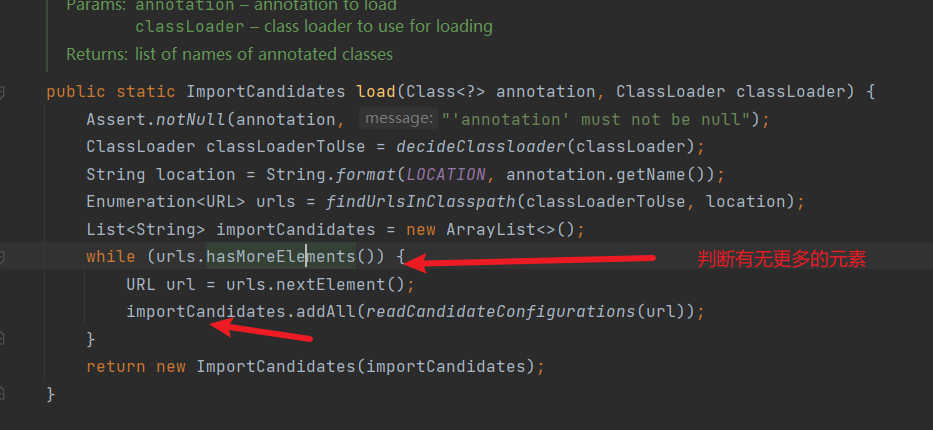 Params: annotation – annotation to load
classLoader – class loader to use for loading
Returns: list of names of annotated classes
public static ImportCandidates load(Class<?> annotation, ClassLoader classLoader) {
Assert.notNull(annotation, message: "'annotation' must not be null");
ClassLoader classLoaderToUse = decideClassloader(classLoader);
String location = String.format(LOCATION, annotation.getName());
Enumeration<URL> urls = findUrlsInClasspath(classLoaderToUse, location);
List<String> importCandidates = new ArrayList<>();
while (urls.hasMoreElements()) { 判断有无更多的元素
URL url = urls.nextElement();
importCandidates.addAll(readCandidateConfigurations(url));
}
return new ImportCandidates(importCandidates);
}